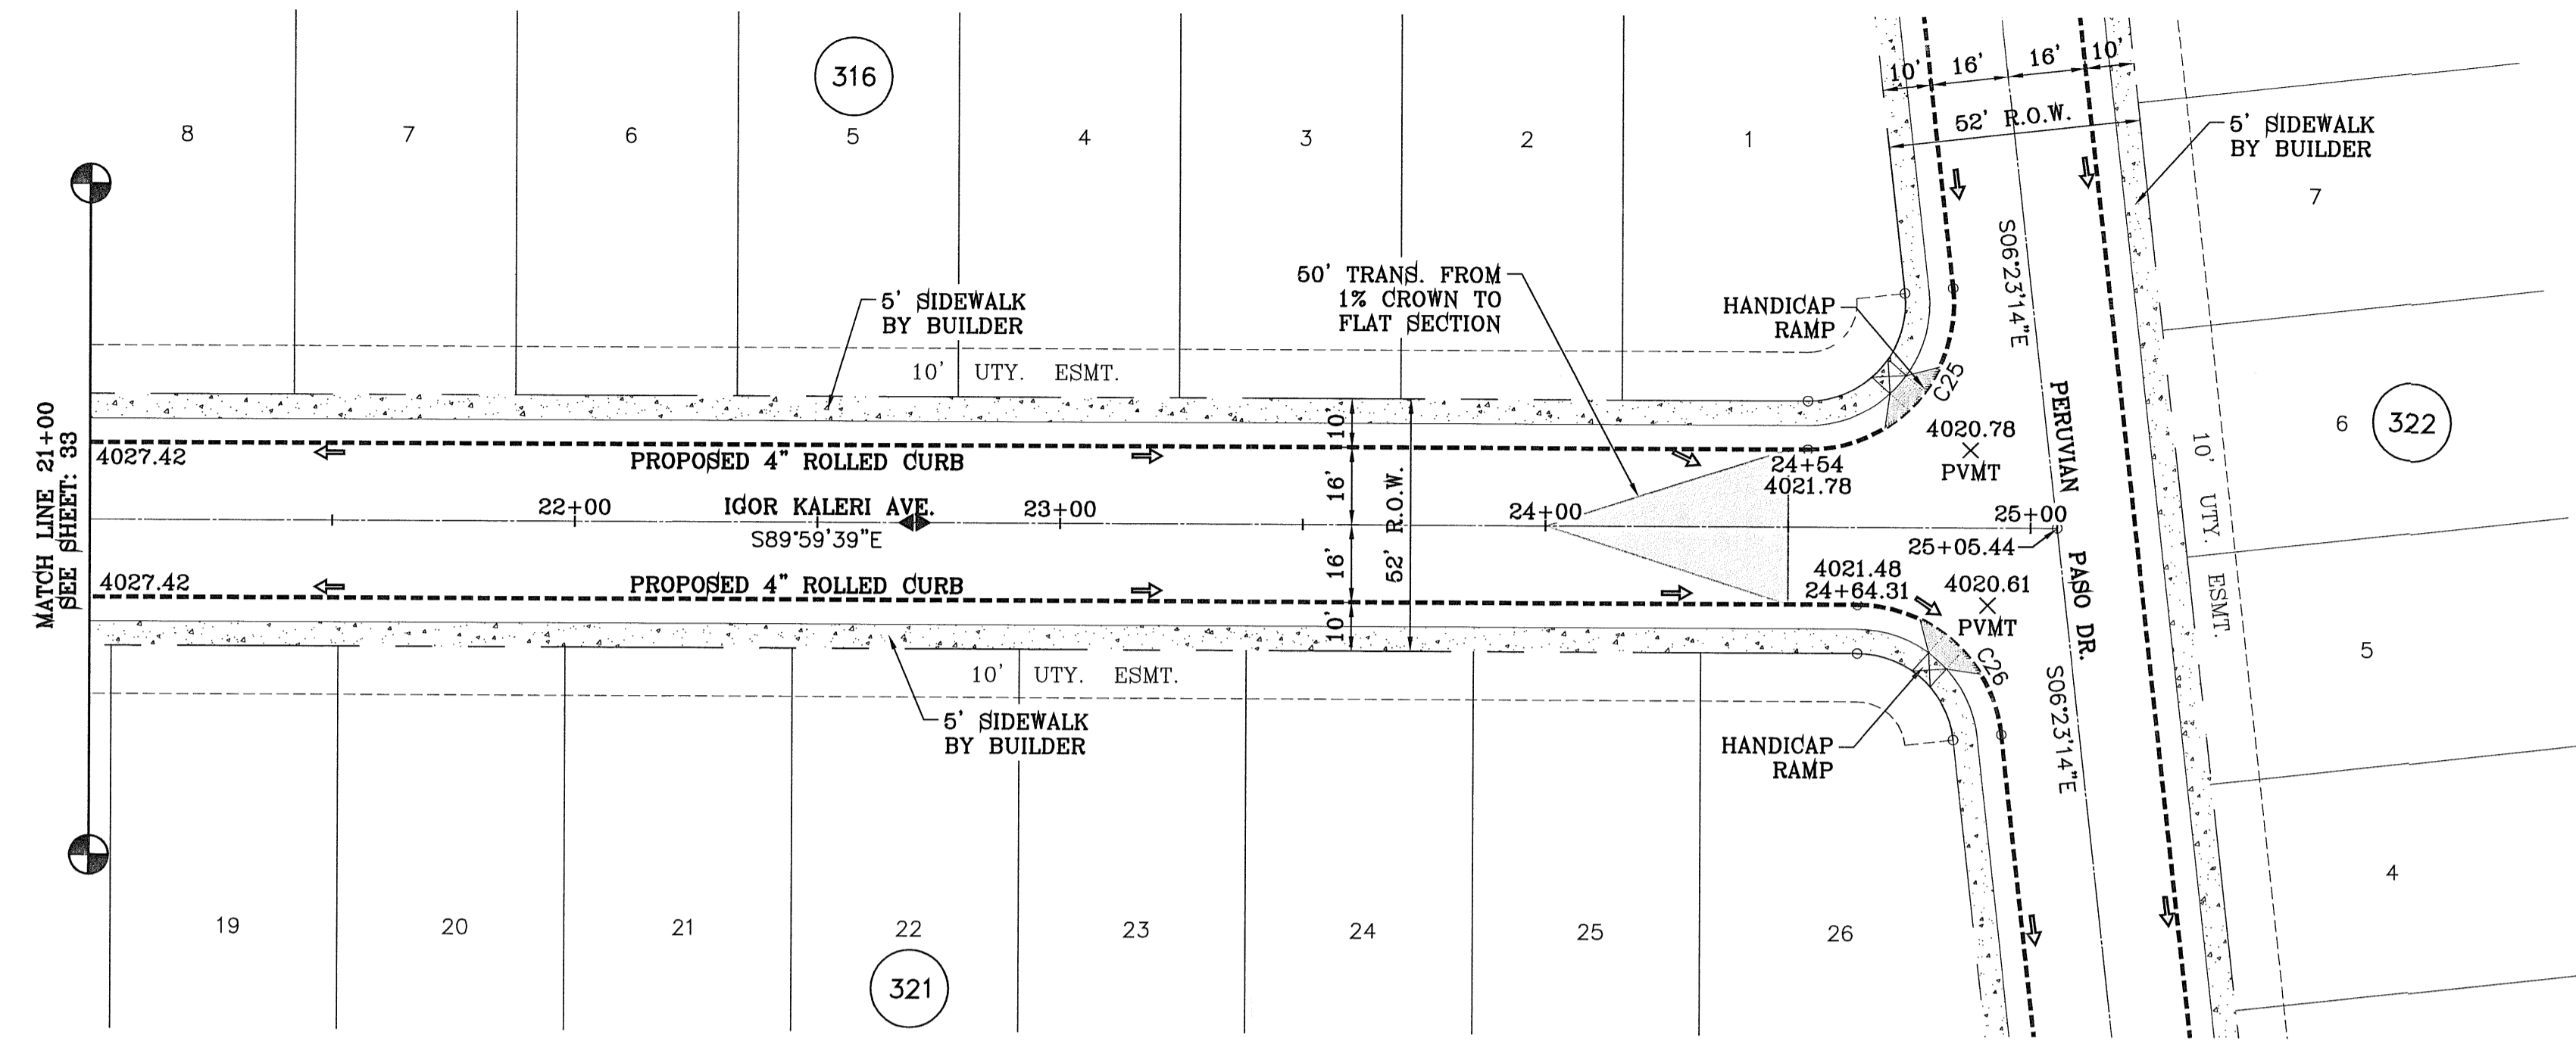 316
8
7
6
5
4
3
2
1
10' 16' 16' 10'
52' R.O.W.
5' SIDEWALK
BY BUILDER
7
S06°23'14"E
50' TRANS. FROM
1% CROWN TO
FLAT SECTION
HANDICAP
RAMP
5' SIDEWALK
BY BUILDER
10' UTY. ESMT.
C25
PERUVIAN PASO DR.
6
322
10' UTY. ESMT.
MATCH LINE 21+00
SEE SHEET: 33
4027.42
PROPOSED 4" ROLLED CURB
10'
16'
16'
10'
52' R.O.W.
24+54
4021.78
4020.78
PVMT
22+00
IGOR KALERI AVE.
23+00
24+00
25+00
S89°59'39"E
25+05.44
4027.42
PROPOSED 4" ROLLED CURB
4021.48
24+64.31
4020.61
PVMT
C26
5
10' UTY. ESMT.
5' SIDEWALK
BY BUILDER
HANDICAP
RAMP
S06°23'14"E
4
19
20
21
22
23
24
25
26
321